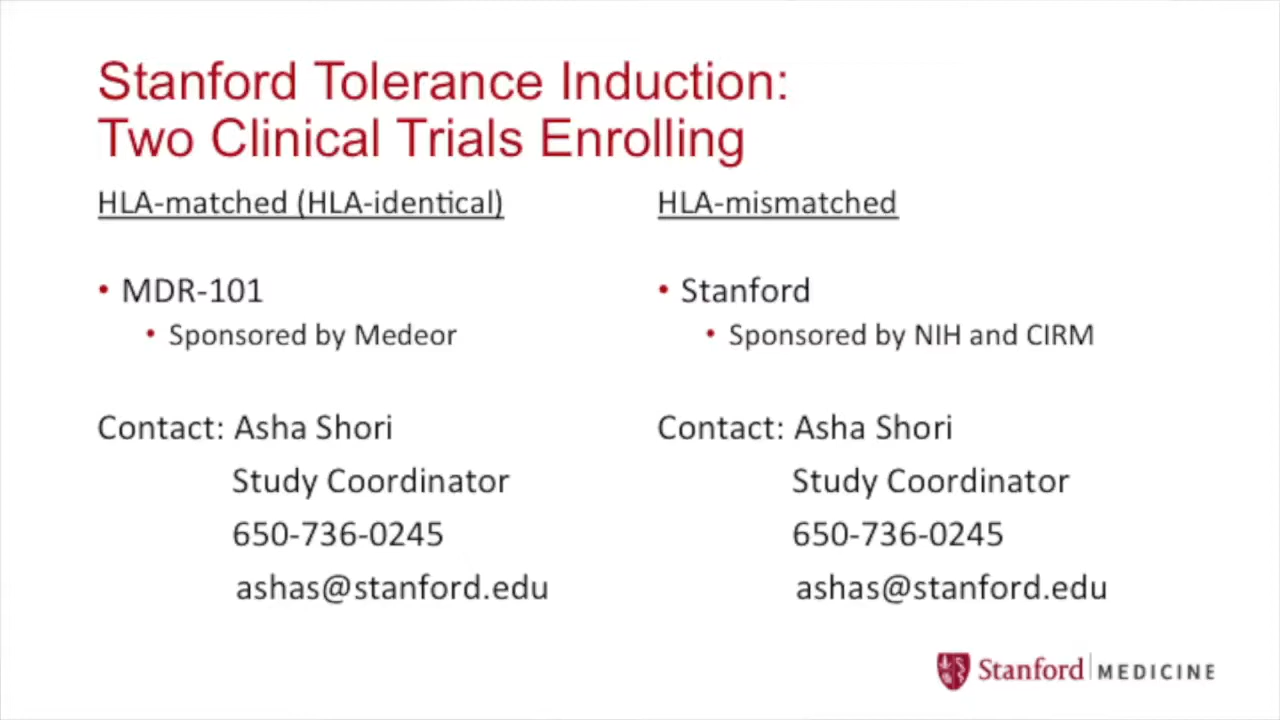 Stanford Tolerance Induction:
Two Clinical Trials Enrolling
HLA-matched (HLA-identical)
• MDR-101
• Sponsored by Medeor
Contact: Asha Shori
Study Coordinator
650-736-0245
ashas@stanford.edu
HLA-mismatched
• Stanford
• Sponsored by NIH and CIRM
Contact: Asha Shori
Study Coordinator
650-736-0245
ashas@stanford.edu
Stanford MEDICINE